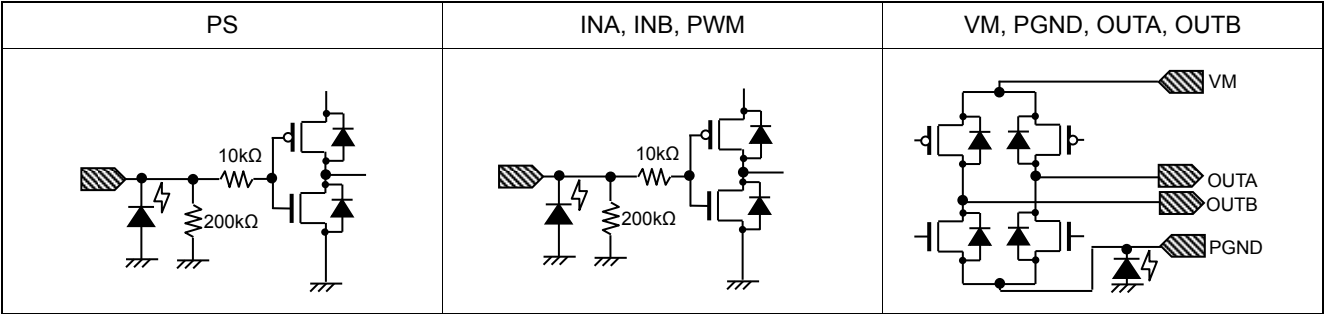 PS
INA, INB, PWM
VM, PGND, OUTA, OUTB
10kΩ
200kΩ
10kΩ
200kΩ
VM
OUTA
OUTB
PGND